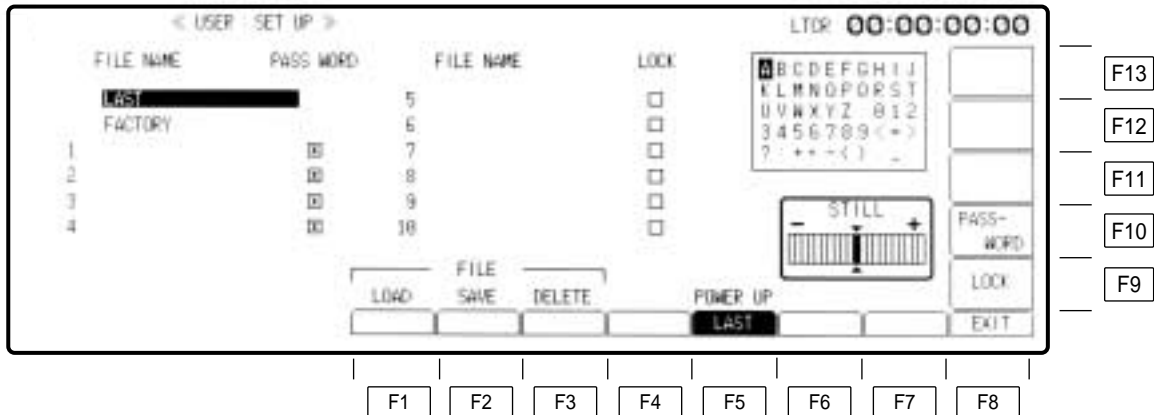 ≪ USER : SET UP ≫
LTCR 00:00:00:00
FILE NAME PASS WORD FILE NAME LOCK
LAST 5
FACTORY 6
1 7
2 8
3 9
4 10
ABCDEFGHIJ
KLMNOPQRST
UVWXYZ 012
3456789
STILL
- +
PASS-
WORD
LOCK
FILE
LOAD SAVE DELETE POWER UP
LAST EXIT
F13
F12
F11
F10
F9
F1 F2 F3 F4 F5 F6 F7 F8